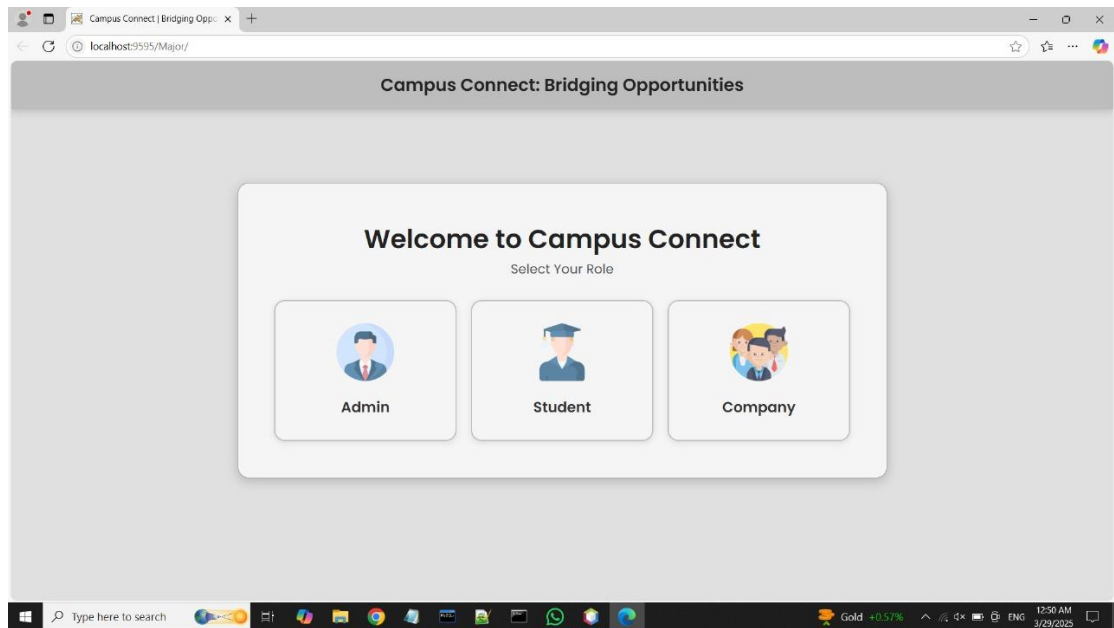 Campus Connect | Bridging Oppo
localhost:9595/Major/
Campus Connect: Bridging Opportunities
Welcome to Campus Connect
Select Your Role
Admin Student Company
Type here to search
Gold +0.57%
ENG
12:50 AM
3/29/2025